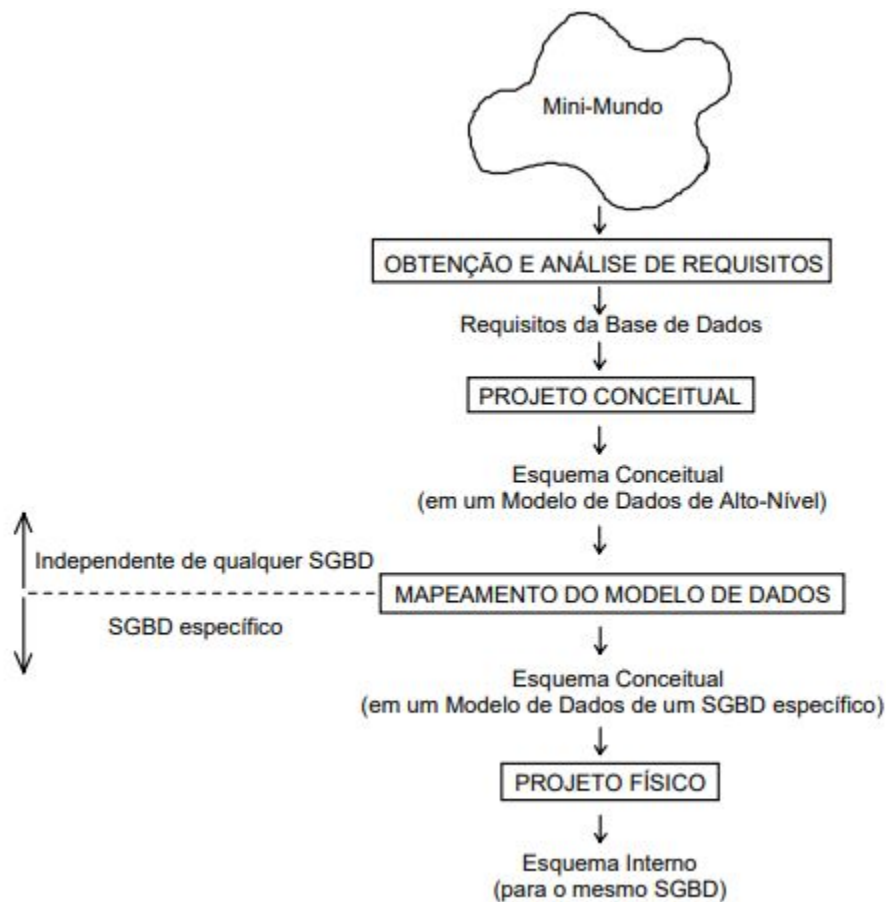 Mini-Mundo
OBTENÇÃO E ANÁLISE DE REQUISITOS
Requisitos da Base de Dados
PROJETO CONCEITUAL
Esquema Conceitual
(em um Modelo de Dados de Alto-Nível)
Independente de qualquer SGBD
MAPEAMENTO DO MODELO DE DADOS
SGBD específico
Esquema Conceitual
(em um Modelo de Dados de um SGBD específico)
PROJETO FÍSICO
Esquema Interno
(para o mesmo SGBD)